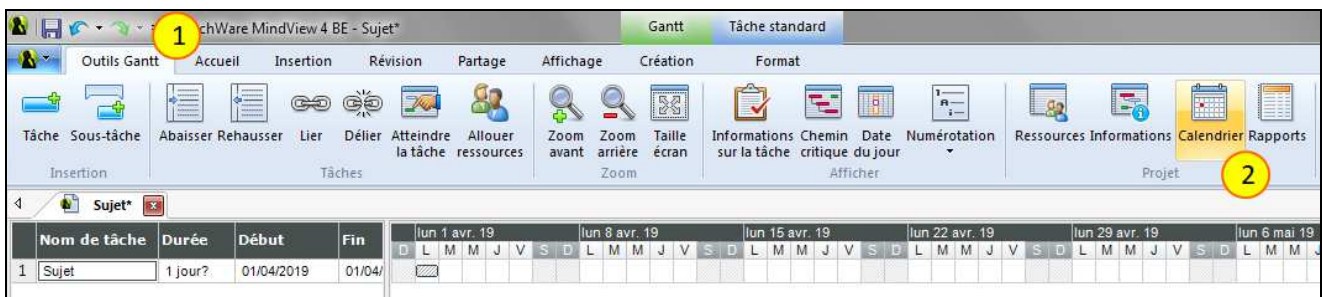 chWare MindView 4 BE - Sujet* Gantt Tâche standard
1
Outils Gantt Accueil Insertion Révision Partage Affichage Création Format
Tâche Sous-tâche Abaisser Rehausser Lier Délier Atteindre la tâche Allouer ressources Zoom avant Zoom arrière Taille écran Informations sur la tâche Chemin critique Date du jour Numérotation Ressources Informations Calendrier Rapports
Insertion Tâches Zoom Afficher Projet
2
Sujet*
Nom de tâche Durée Début Fin lun 1 avr. 19 lun 8 avr. 19 lun 15 avr. 19 lun 22 avr. 19 lun 29 avr. 19 lun 6 mai 19
D L M M J V S D L M M J V S D L M M J V S D L M M J V S D L M M J V S D L M M J
1 Sujet 1 jour? 01/04/2019 01/04/